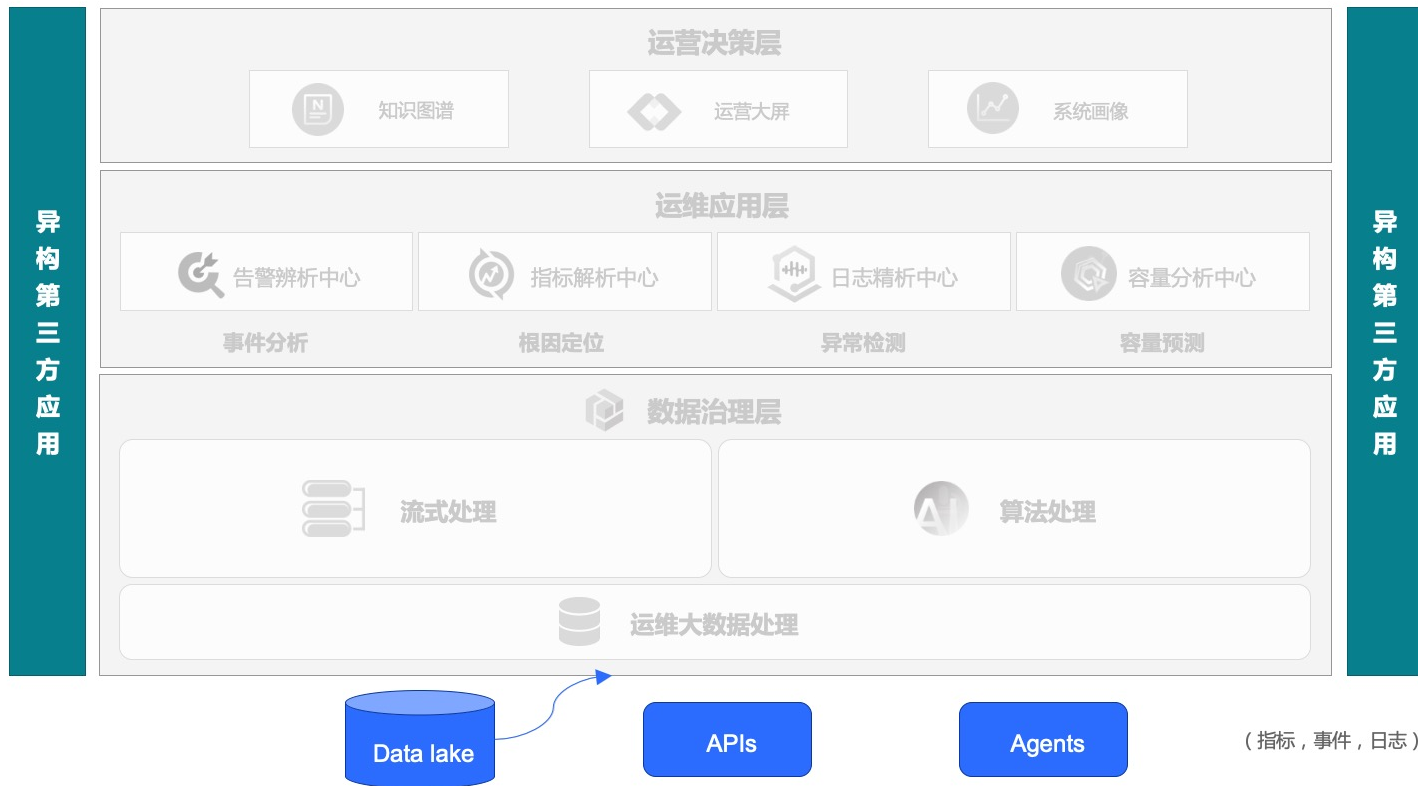 运营决策层
知识图谱
运营大屏
系统画像
异构第三方应用
运维应用层
告警辨析中心
指标解析中心
日志精析中心
容量分析中心
事件分析
根因定位
异常检测
容量预测
异构第三方应用
数据治理层
流式处理
AI
算法处理
运维大数据处理
Data lake
APIs
Agents
（指标，事件，日志）